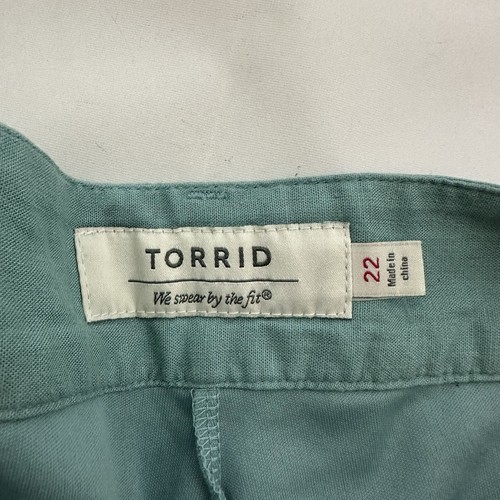 TORRID
We swear by the fit®
22
Made in
china